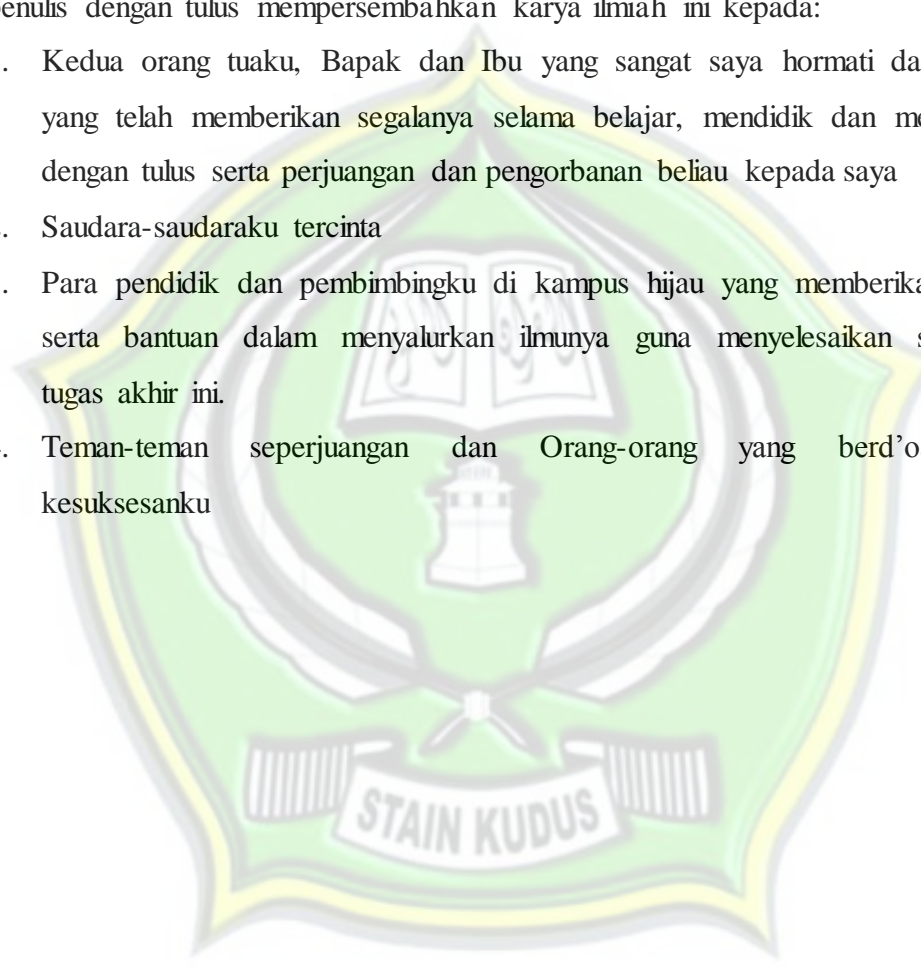 penulis dengan tulus mempersembahkan karya ilmiah ini kepada:
. Kedua orang tuaku, Bapak dan Ibu yang sangat saya hormati da
yang telah memberikan segalanya selama belajar, mendidik dan me
dengan tulus serta perjuangan dan pengorbanan beliau kepada saya
. Saudara-saudaraku tercinta
. Para pendidik dan pembimbingku di kampus hijau yang memberika
serta bantuan dalam menyalurkan ilmunya guna menyelesaikan s
tugas akhir ini.
. Teman-teman seperjuangan dan Orang-orang yang berd’o
kesuksesanku
STAIN KUDUS